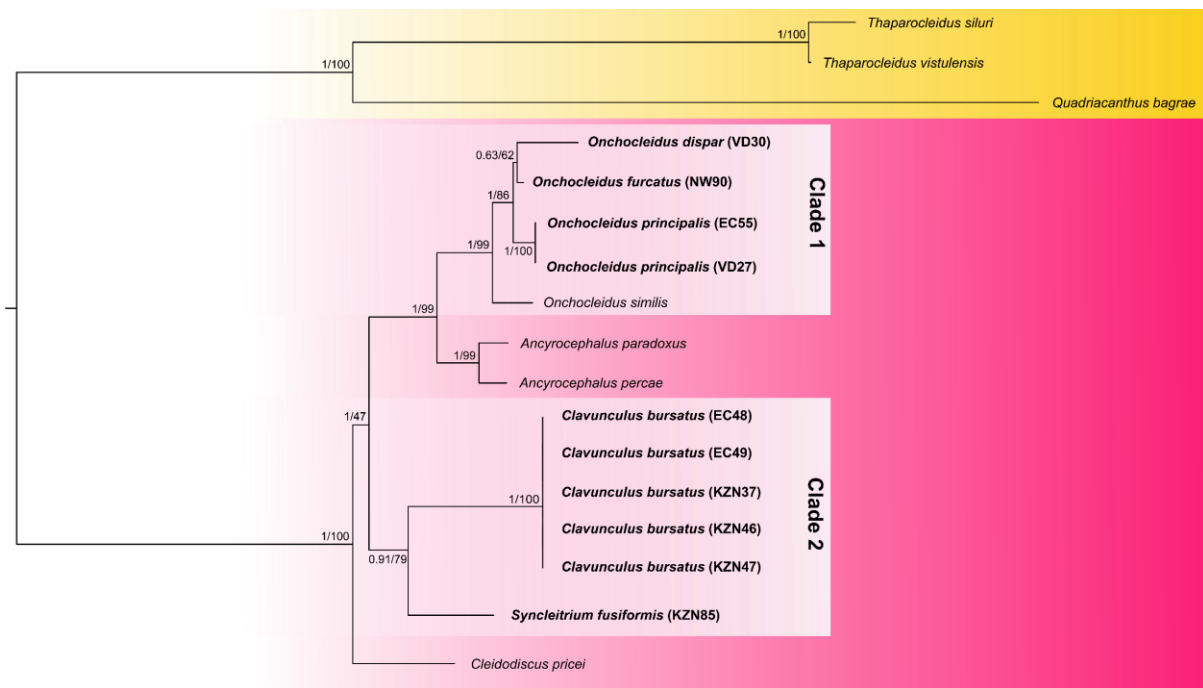 Thaparocleidus siluri
1/100
Thaparocleidus vistulensis
1/100
Quadriacanthus bagrae
Onchocleidus dispar (VD30)
0.63/62
Onchocleidus furcatus (NW90)
1/86
Onchocleidus principalis (EC55)
1/100
1/99
Onchocleidus principalis (VD27)
Onchocleidus similis
Clade 1
1/99
Ancyrocephalus paradoxus
1/99
Ancyrocephalus percae
1/47
Clavunculus bursatus (EC48)
Clavunculus bursatus (EC49)
Clavunculus bursatus (KZN37)
1/100
Clavunculus bursatus (KZN46)
Clavunculus bursatus (KZN47)
0.91/79
Syncleitrium fusiformis (KZN85)
Clade 2
1/100
Cleidodiscus pricei